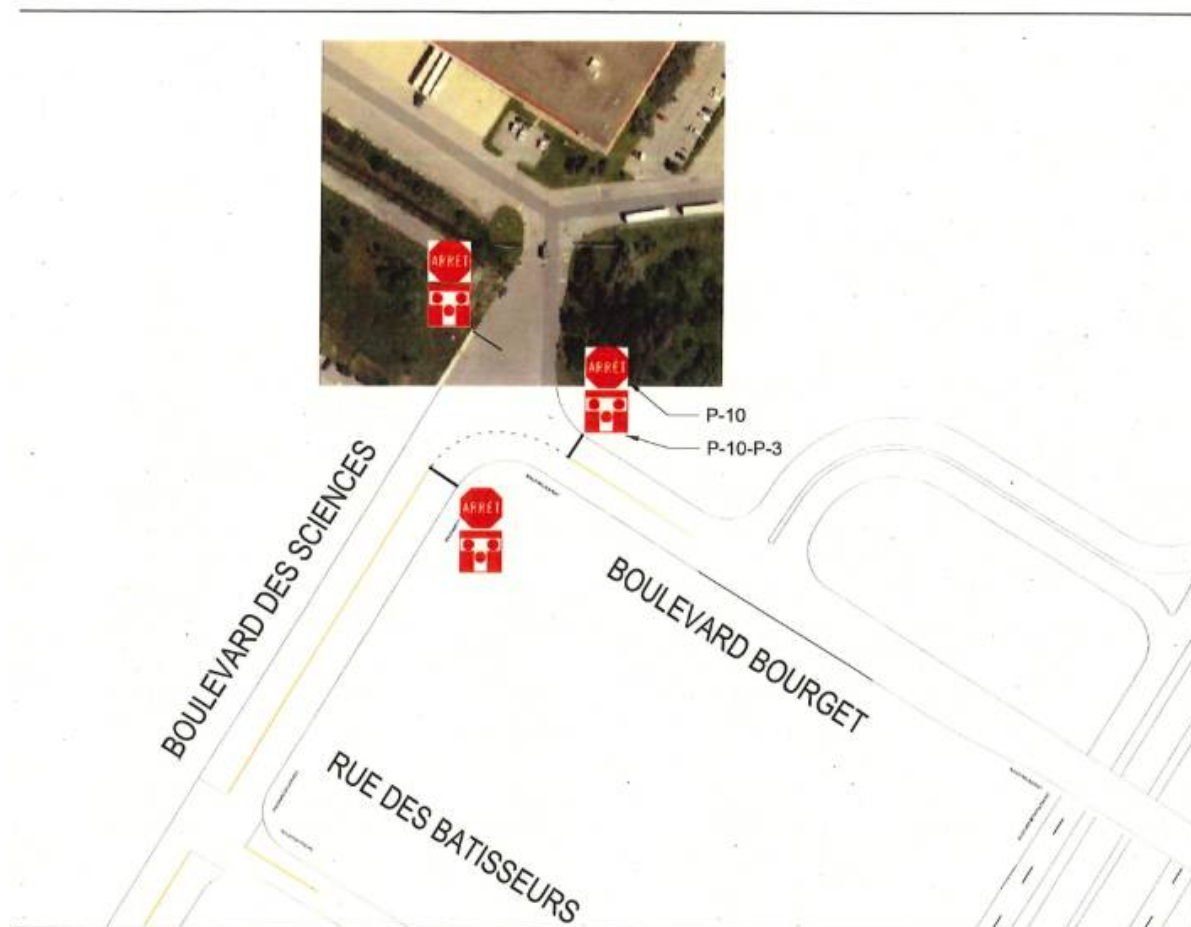 ARRÊT
ARRÊT
P-10
P-10-P-3
ARRÊT
BOULEVARD DES SCIENCES
BOULEVARD BOURGET
RUE DES BATISSEURS